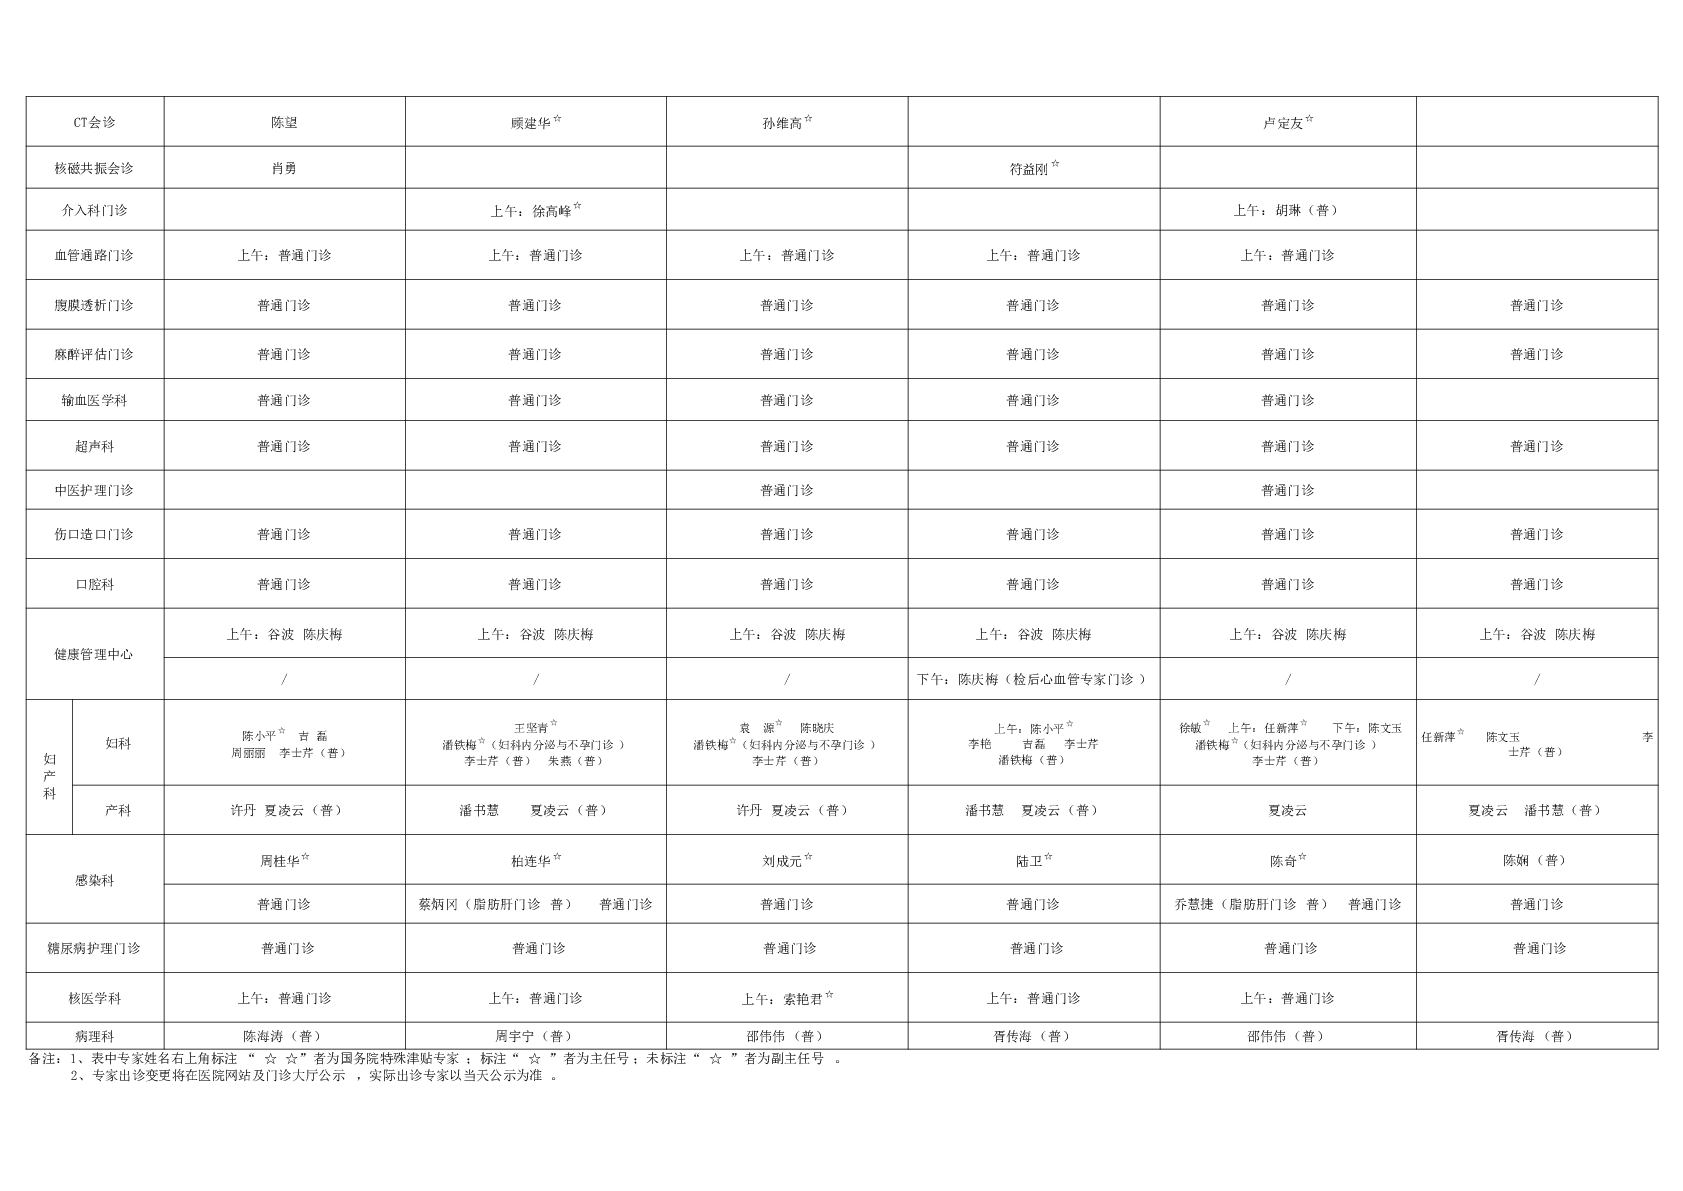 CT会诊 陈望 顾建华☆ 孙维高☆ 卢定友☆
核磁共振会诊 肖勇 符益刚☆
介入科门诊 上午：徐高峰☆ 上午：胡琳（普）
血管通路门诊 上午：普通门诊 上午：普通门诊 上午：普通门诊 上午：普通门诊 上午：普通门诊
腹膜透析门诊 普通门诊 普通门诊 普通门诊 普通门诊 普通门诊 普通门诊
麻醉评估门诊 普通门诊 普通门诊 普通门诊 普通门诊 普通门诊 普通门诊
输血医学科 普通门诊 普通门诊 普通门诊 普通门诊 普通门诊
超声科 普通门诊 普通门诊 普通门诊 普通门诊 普通门诊 普通门诊
中医护理门诊 普通门诊 普通门诊
伤口造口门诊 普通门诊 普通门诊 普通门诊 普通门诊 普通门诊 普通门诊
口腔科 普通门诊 普通门诊 普通门诊 普通门诊 普通门诊 普通门诊
健康管理中心 上午：谷波 陈庆梅 上午：谷波 陈庆梅 上午：谷波 陈庆梅 上午：谷波 陈庆梅 上午：谷波 陈庆梅 上午：谷波 陈庆梅
/ / / 下午：陈庆梅（检后心血管专家门诊） / /
妇产科
妇科
陈小平☆ 吉 磊
周丽丽 李士芹（普）
王坚青☆
潘铁梅☆（妇科内分泌与不孕门诊）
李士芹（普） 朱燕（普）
袁 源☆ 陈晓庆
潘铁梅☆（妇科内分泌与不孕门诊）
李士芹（普）
上午：陈小平☆
李艳 吉磊 李士芹
潘铁梅（普）
徐敏☆ 上午：任新萍☆ 下午：陈文玉
潘铁梅☆（妇科内分泌与不孕门诊）
李士芹（普）
任新萍☆ 陈文玉 李
士芹（普）
产科 许丹 夏凌云（普） 潘书慧 夏凌云（普） 许丹 夏凌云（普） 潘书慧 夏凌云（普） 夏凌云 夏凌云 潘书慧（普）
感染科 周桂华☆ 柏连华☆ 刘成元☆ 陆卫☆ 陈奇☆ 陈娴（普）
普通门诊 蔡炳冈（脂肪肝门诊 普） 普通门诊 普通门诊 普通门诊 乔慧捷（脂肪肝门诊 普） 普通门诊 普通门诊
糖尿病护理门诊 普通门诊 普通门诊 普通门诊 普通门诊 普通门诊 普通门诊
核医学科 上午：普通门诊 上午：普通门诊 上午：索艳君☆ 上午：普通门诊 上午：普通门诊
病理科 陈海涛（普） 周宇宁（普） 邵伟伟（普） 胥传海（普） 邵伟伟（普） 胥传海（普）
备注：1、表中专家姓名右上角标注 “ ☆ ☆”者为国务院特殊津贴专家；标注“ ☆ ”者为主任号；未标注“ ☆ ”者为副主任号 。
2、专家出诊变更将在医院网站及门诊大厅公示 ，实际出诊专家以当天公示为准 。